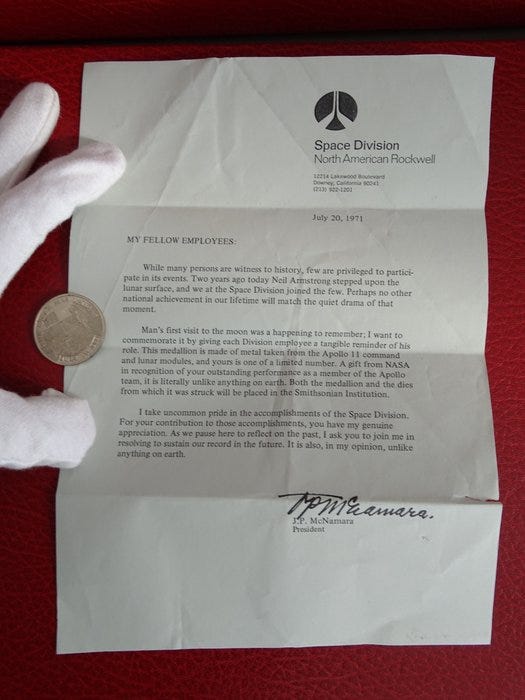 Space Division
North American Rockwell
12214 Lakewood Boulevard
Downey, California 90241
(213) 922-1201
July 20, 1971
MY FELLOW EMPLOYEES:
While many persons are witness to history, few are privileged to partici-
pate in its events. Two years ago today Neil Armstrong stepped upon the
lunar surface, and we at the Space Division joined the few. Perhaps no other
national achievement in our lifetime will match the quiet drama of that
moment.
Man's first visit to the moon was a happening to remember; I want to
commemorate it by giving each Division employee a tangible reminder of his
role. This medallion is made of metal taken from the Apollo 11 command
and lunar modules, and yours is one of a limited number. A gift from NASA
in recognition of your outstanding performance as a member of the Apollo
team, it is literally unlike anything on earth. Both the medallion and the dies
from which it was struck will be placed in the Smithsonian Institution.
I take uncommon pride in the accomplishments of the Space Division.
For your contribution to those accomplishments, you have my genuine
appreciation. As we pause here to reflect on the past, I ask you to join me in
resolving to sustain our record in the future. It is also, in my opinion, unlike
anything on earth.
JPMcNamara.
J.P. McNamara
President